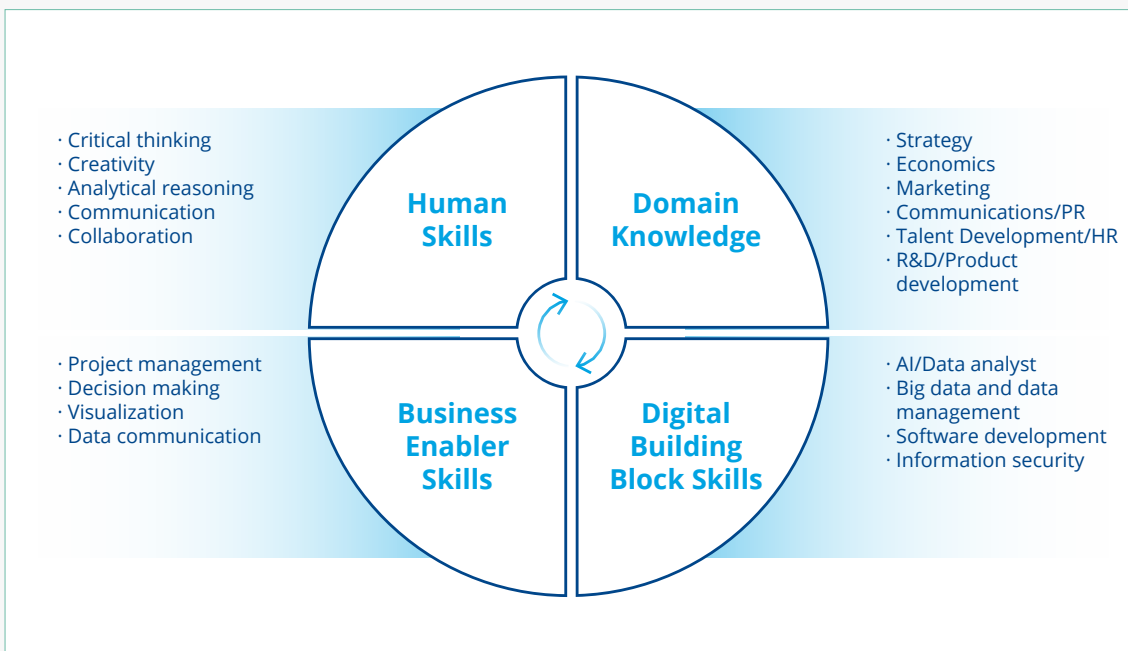 · Critical thinking
· Creativity
· Analytical reasoning
· Communication
· Collaboration
Human
Skills
Domain
Knowledge
· Strategy
· Economics
· Marketing
· Communications/PR
· Talent Development/HR
· R&D/Product
development
· Project management
· Decision making
· Visualization
· Data communication
Business
Enabler
Skills
Digital
Building
Block Skills
· AI/Data analyst
· Big data and data
management
· Software development
· Information security